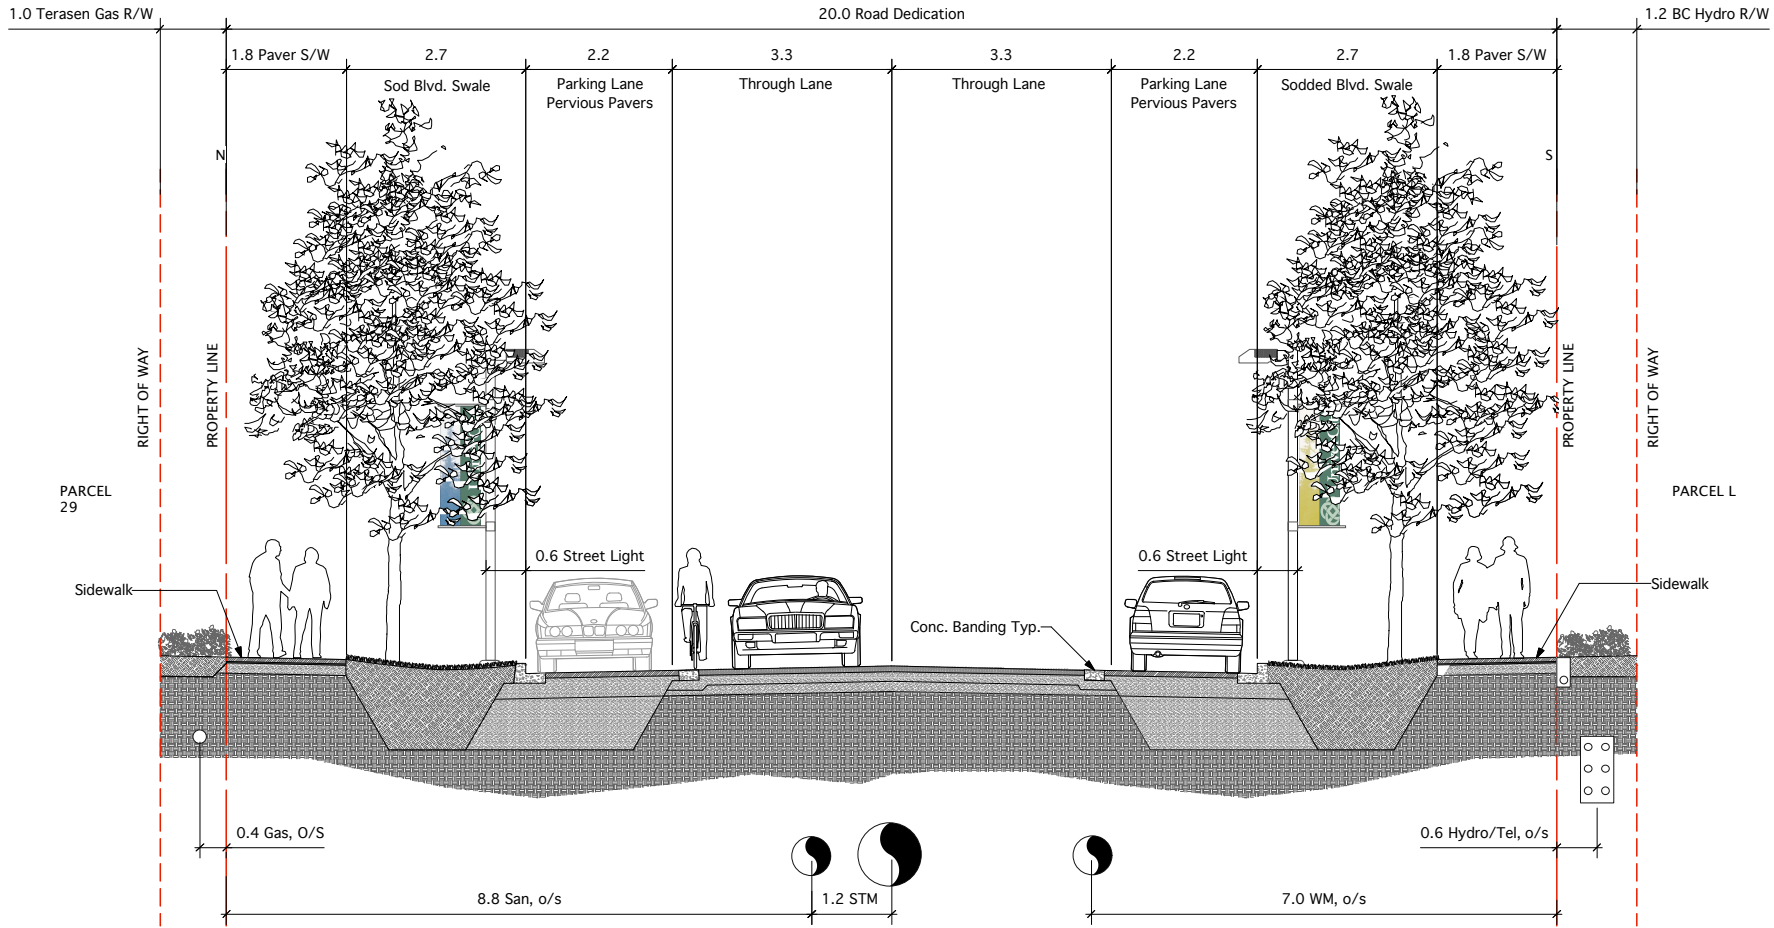 1.0 Terasen Gas R/W
20.0 Road Dedication
1.2 BC Hydro R/W
1.8 Paver S/W
2.7
2.2
3.3
3.3
2.2
2.7
1.8 Paver S/W
Sod Blvd. Swale
Parking Lane
Pervious Pavers
Through Lane
Through Lane
Parking Lane
Pervious Pavers
Sodded Blvd. Swale
N
S
RIGHT OF WAY
PROPERTY LINE
PROPERTY LINE
RIGHT OF WAY
PARCEL
29
PARCEL L
0.6 Street Light
0.6 Street Light
Sidewalk
Sidewalk
Conc. Banding Typ.
0.4 Gas, O/S
0.6 Hydro/Tel, o/s
8.8 San, o/s
1.2 STM
7.0 WM, o/s